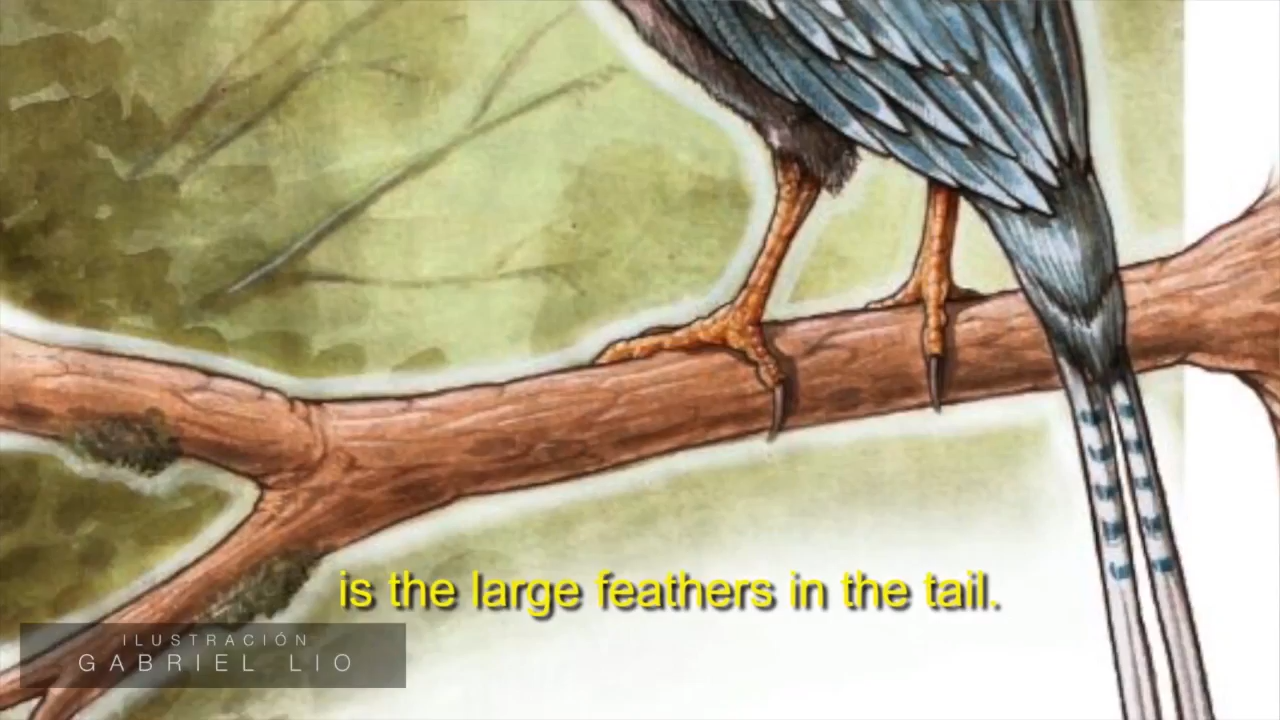 is the large feathers in the tail.
ILUSTRACIÓN
GABRIEL LIO